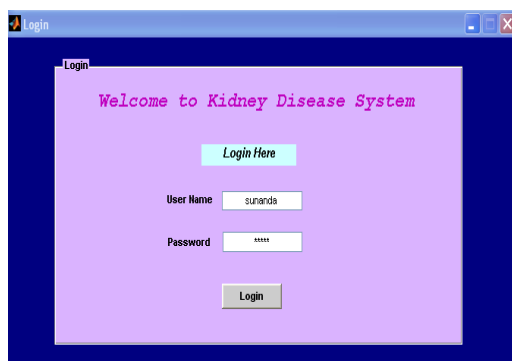 Login
Login
Welcome to Kidney Disease System
Login Here
User Name sunanda
Password *****
Login